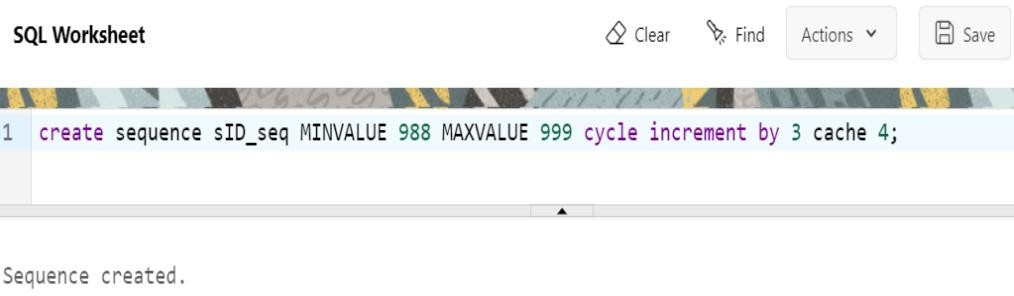 SQL Worksheet Clear Find Actions Save
1 create sequence sID_seq MINVALUE 988 MAXVALUE 999 cycle increment by 3 cache 4;
Sequence created.